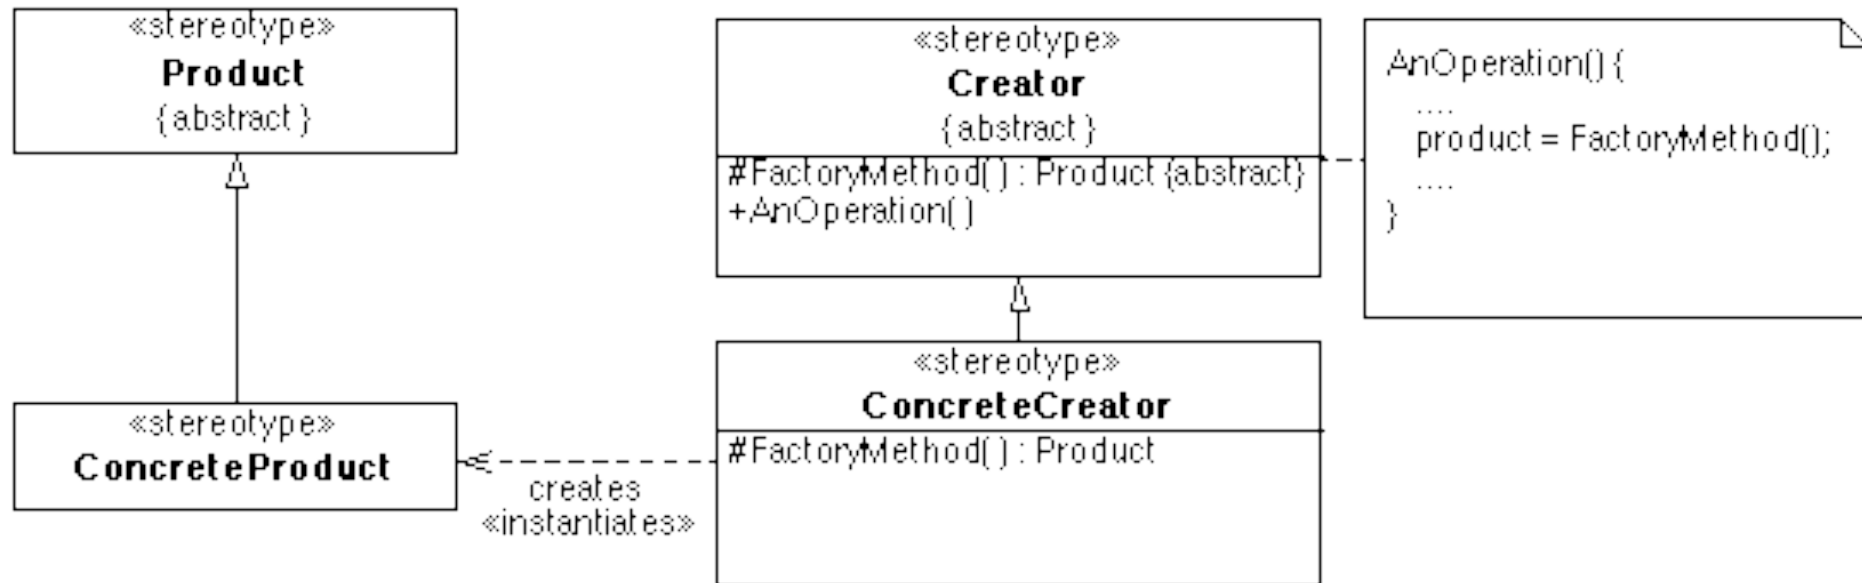 «stereotype»
Product
{abstract}
«stereotype»
Creator
{abstract}
#FactoryMethod() : Product {abstract}
+AnOperation()
AnOperation() {
....
product = FactoryMethod();
....
}
«stereotype»
ConcreteProduct
creates
«instantiates»
«stereotype»
ConcreteCreator
#FactoryMethod() : Product